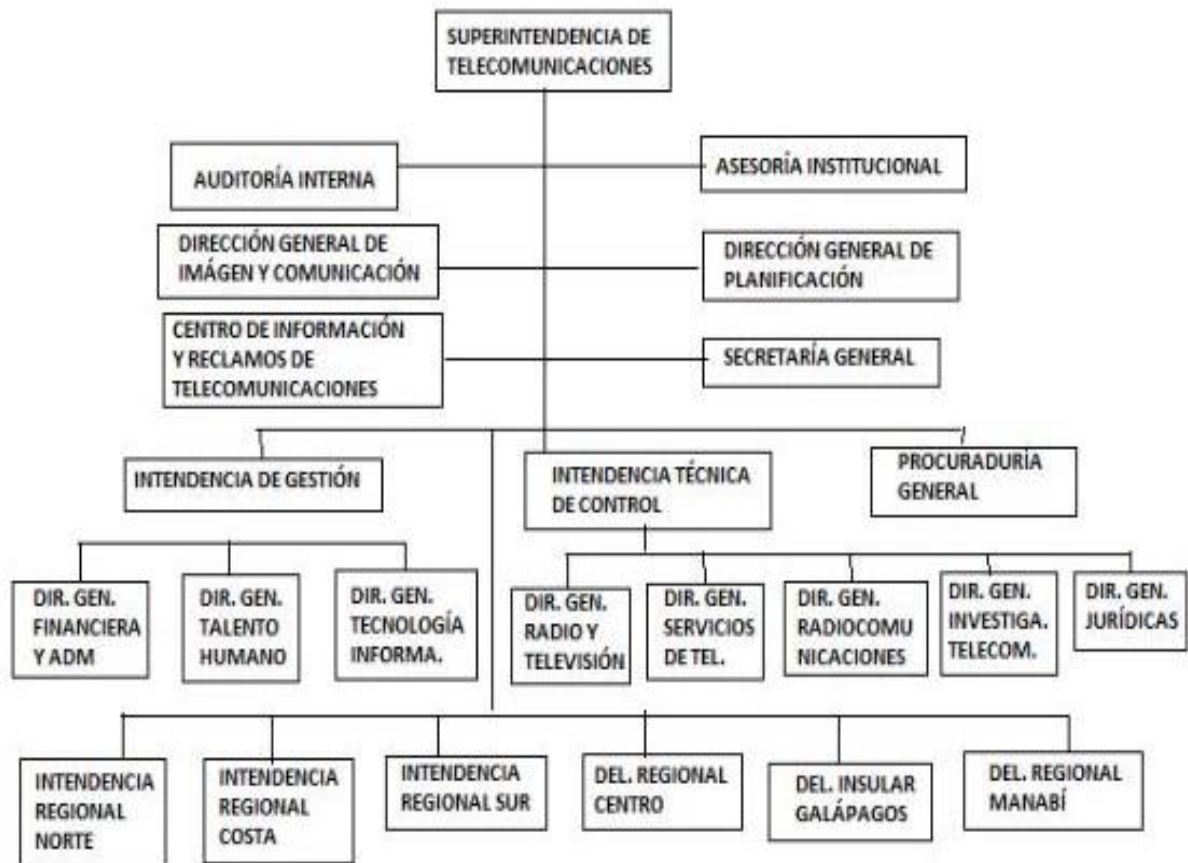 SUPERINTENDENCIA DE
TELECOMUNICACIONES
AUDITORÍA INTERNA
ASESORÍA INSTITUCIONAL
DIRECCIÓN GENERAL DE
IMÁGEN Y COMUNICACIÓN
DIRECCIÓN GENERAL DE
PLANIFICACIÓN
CENTRO DE INFORMACIÓN
Y RECLAMOS DE
TELECOMUNICACIONES
SECRETARÍA GENERAL
INTENDENCIA DE GESTIÓN
INTENDENCIA TÉCNICA
DE CONTROL
PROCURADURÍA
GENERAL
DIR. GEN.
FINANCIERA
Y ADM
DIR. GEN.
TALENTO
HUMANO
DIR. GEN.
TECNOLOGÍA
INFORMA.
DIR. GEN.
RADIO Y
TELEVISIÓN
DIR. GEN.
SERVICIOS
DE TEL.
DIR. GEN.
RADIOCOMU
NICACIONES
DIR. GEN.
INVESTIGA.
TELECOM.
DIR. GEN.
JURÍDICAS
INTENDENCIA
REGIONAL
NORTE
INTENDENCIA
REGIONAL
COSTA
INTENDENCIA
REGIONAL SUR
DEL. REGIONAL
CENTRO
DEL. INSULAR
GALÁPAGOS
DEL. REGIONAL
MANABÍ